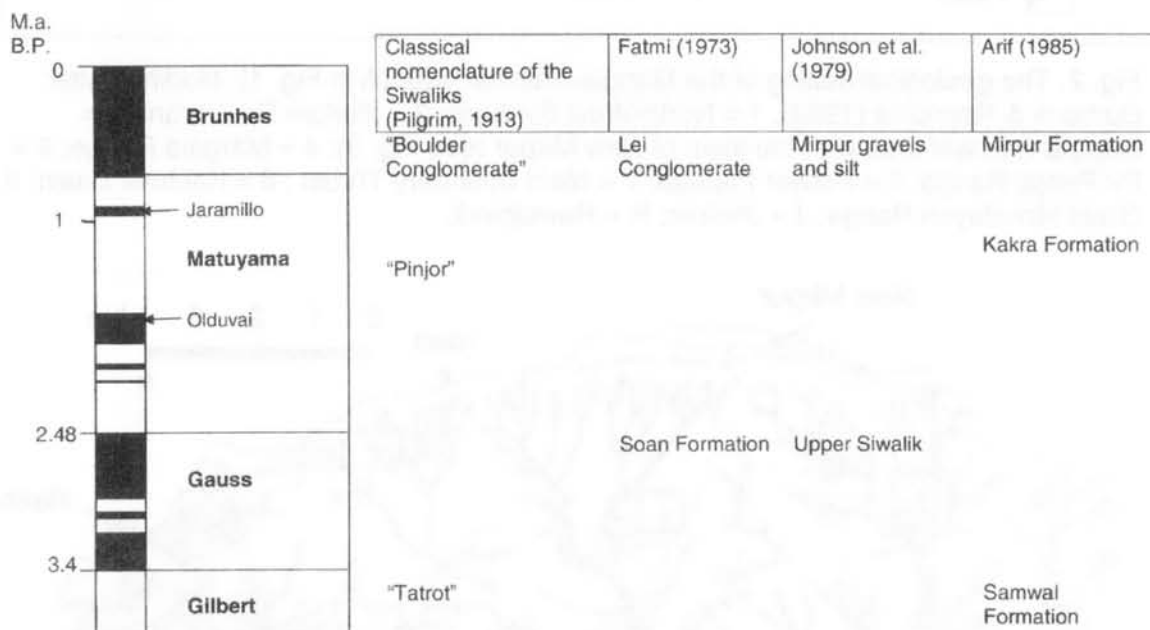 M.a.
B.P.
0
1
2.48
3.4
Brunhes
Jaramillo
Matuyama
Olduvai
Gauss
Gilbert
Classical
nomenclature of the
Siwaliks
(Pilgrim, 1913)
Fatmi (1973)
Johnson et al.
(1979)
Arif (1985)
"Boulder
Conglomerate"
Lei
Conglomerate
Mirpur gravels
and silt
Mirpur Formation
Kakra Formation
"Pinjor"
Soan Formation
Upper Siwalik
"Tatrot"
Samwal
Formation